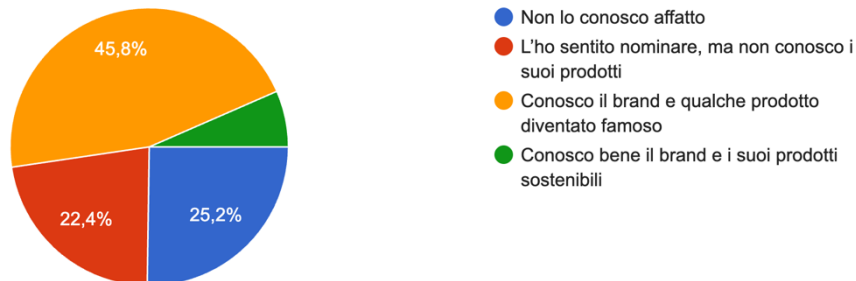 45,8%
22,4%
25,2%
Non lo conosco affatto
L'ho sentito nominare, ma non conosco i
suoi prodotti
Conosco il brand e qualche prodotto
diventato famoso
Conosco bene il brand e i suoi prodotti
sostenibili